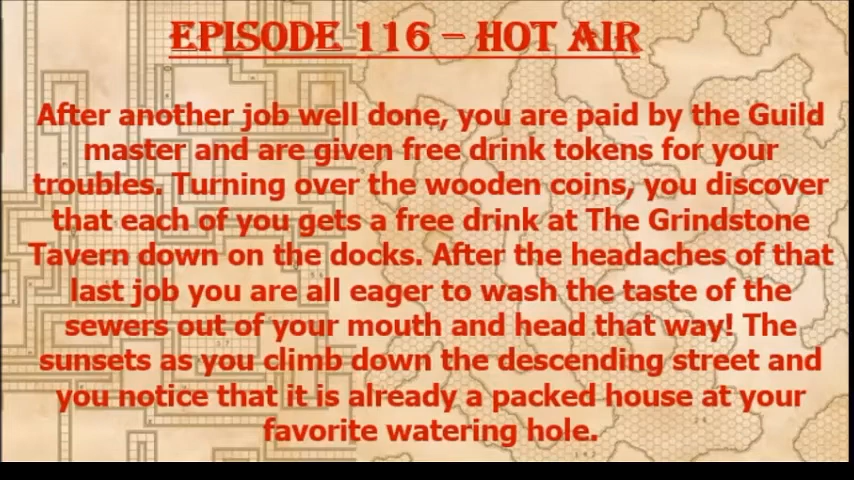 EPISODE 116 – HOT AIR
After another job well done, you are paid by the Guild
master and are given free drink tokens for your
troubles. Turning over the wooden coins, you discover
that each of you gets a free drink at The Grindstone
Tavern down on the docks. After the headaches of that
last job you are all eager to wash the taste of the
sewers out of your mouth and head that way! The
sunsets as you climb down the descending street and
you notice that it is already a packed house at your
favorite watering hole.